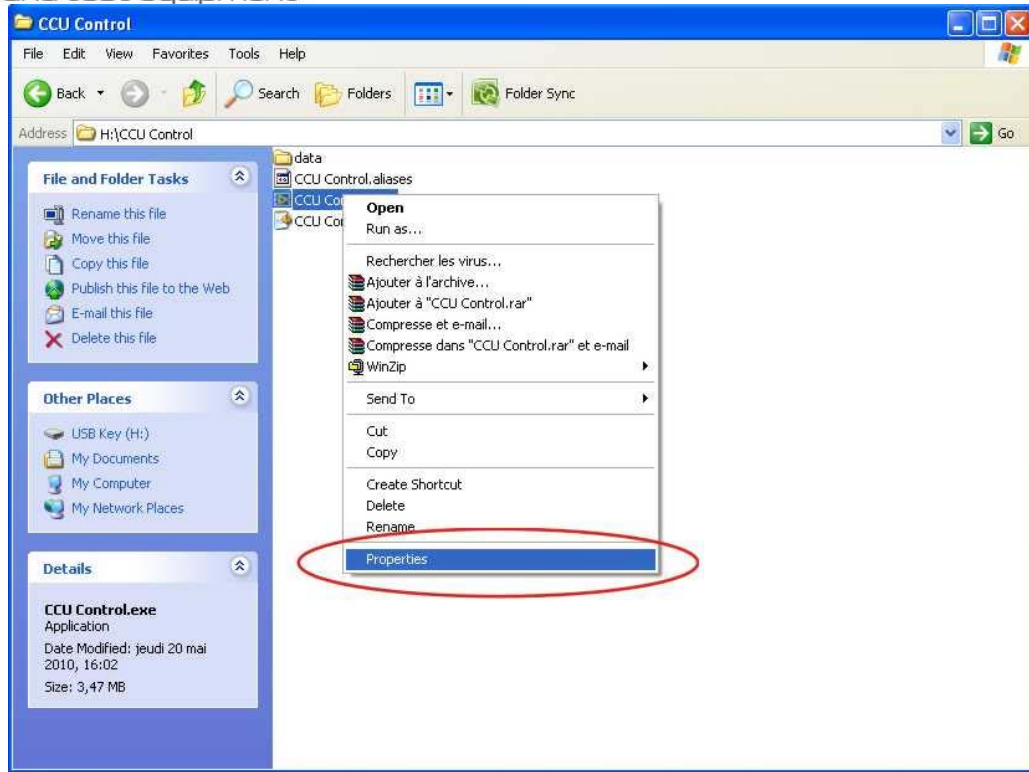 CCU Control
File Edit View Favorites Tools Help
Back Search Folders Folder Sync
Address H:\CCU Control Go
File and Folder Tasks
Rename this file
Move this file
Copy this file
Publish this file to the Web
E-mail this file
Delete this file
Other Places
USB Key (H:)
My Documents
My Computer
My Network Places
Details
CCU Control.exe
Application
Date Modified: jeudi 20 mai
2010, 16:02
Size: 3,47 MB
data
CCU Control.aliases
CCU Co
CCU Co
Open
Run as...
Rechercher les virus...
Ajouter à l'archive...
Ajouter à "CCU Control.rar"
Compresse et e-mail...
Compresse dans "CCU Control.rar" et e-mail
WinZip
Send To
Cut
Copy
Create Shortcut
Delete
Rename
Properties